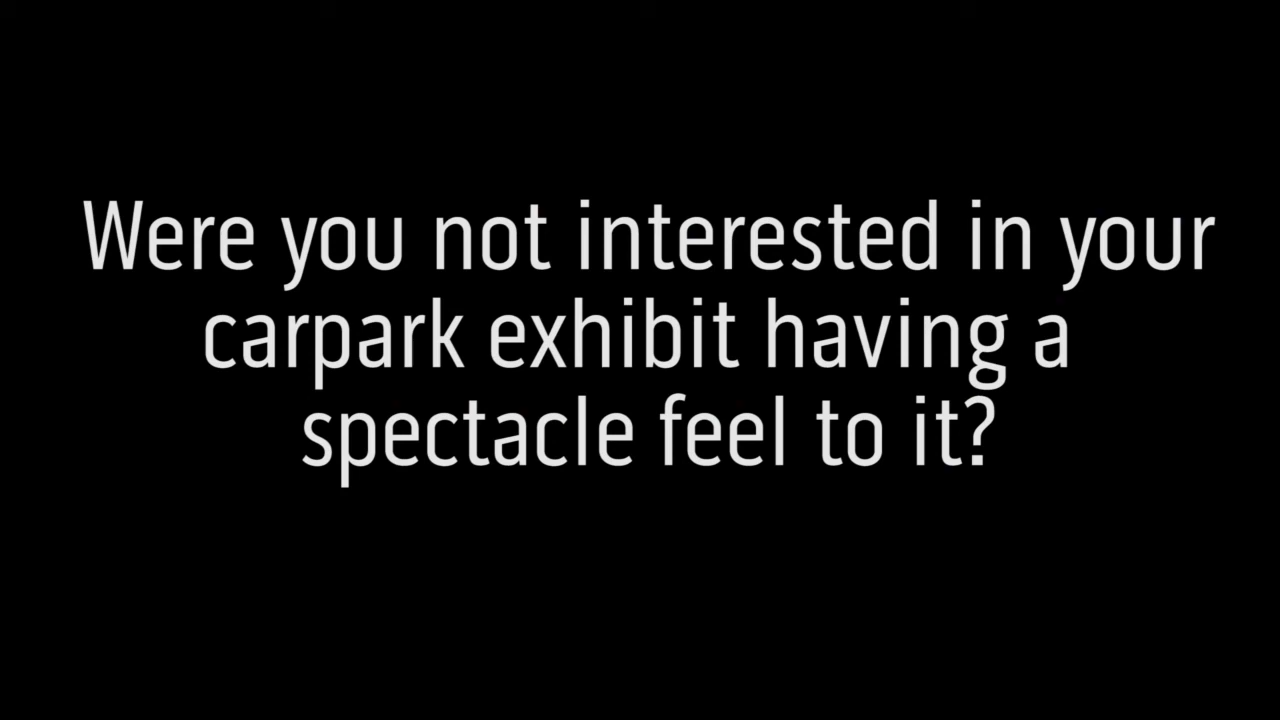 Were you not interested in your
carpark exhibit having a
spectacle feel to it?